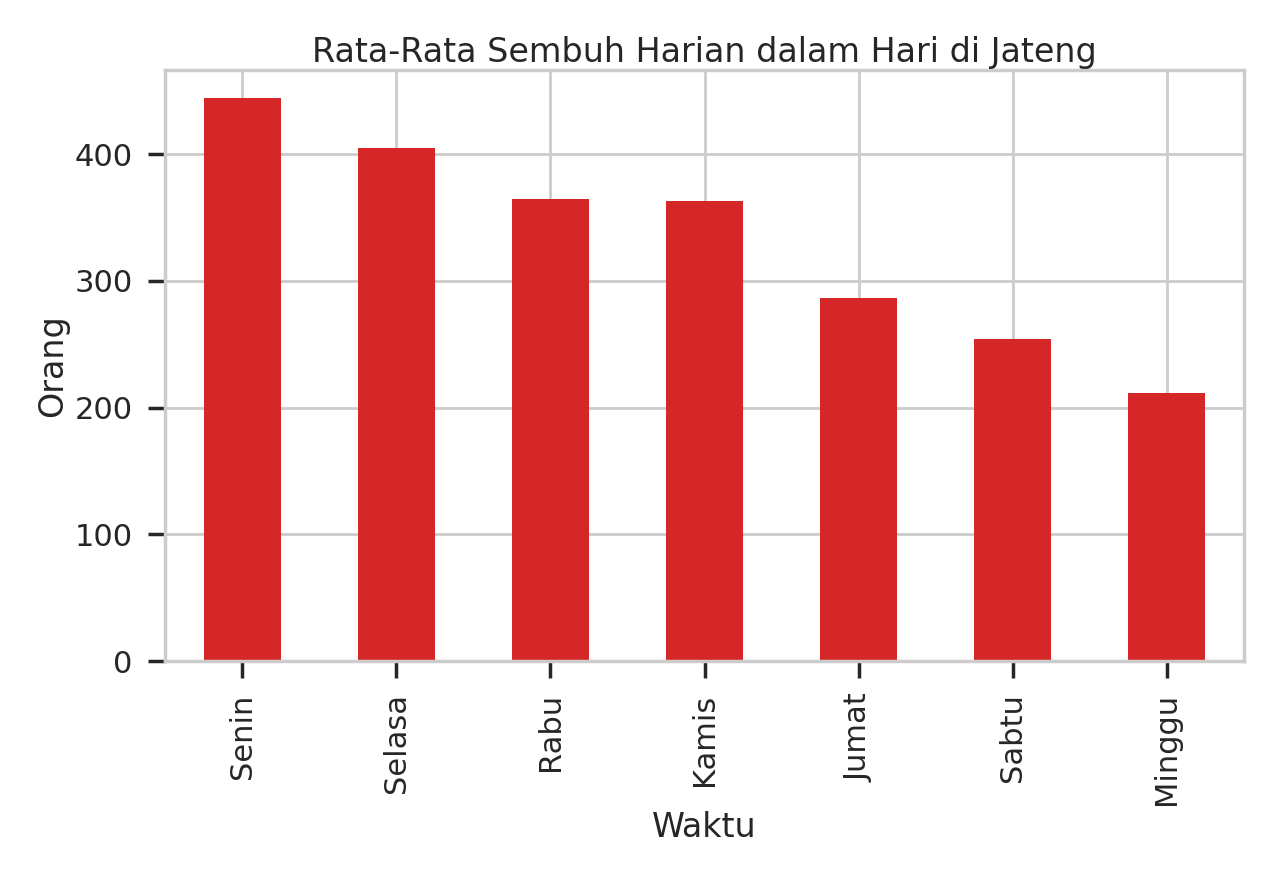 Rata-Rata Sembuh Harian dalam Hari di Jateng
400
300
200
100
0
Orang
Senin
Selasa
Rabu
Kamis
Jumat
Sabtu
Minggu
Waktu